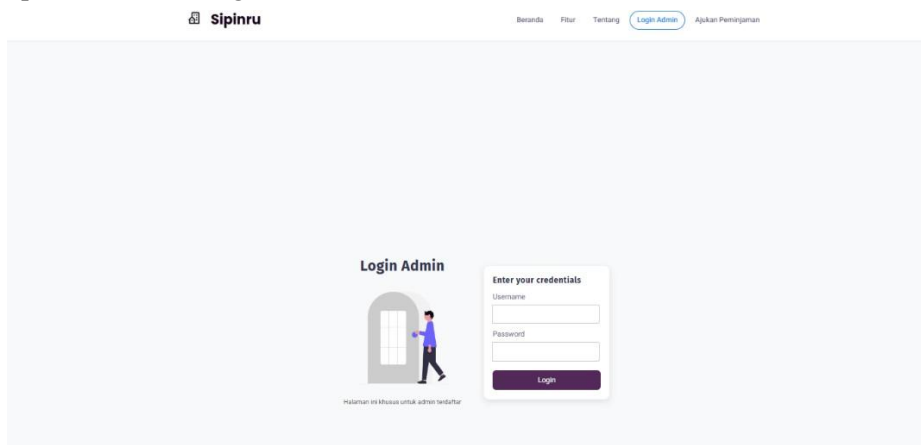 Sipinru
Beranda Fitur Tentang Login Admin Ajukan Peminjaman
Login Admin
Halaman ini khusus untuk admin terdaftar
Enter your credentials
Username
Password
Login